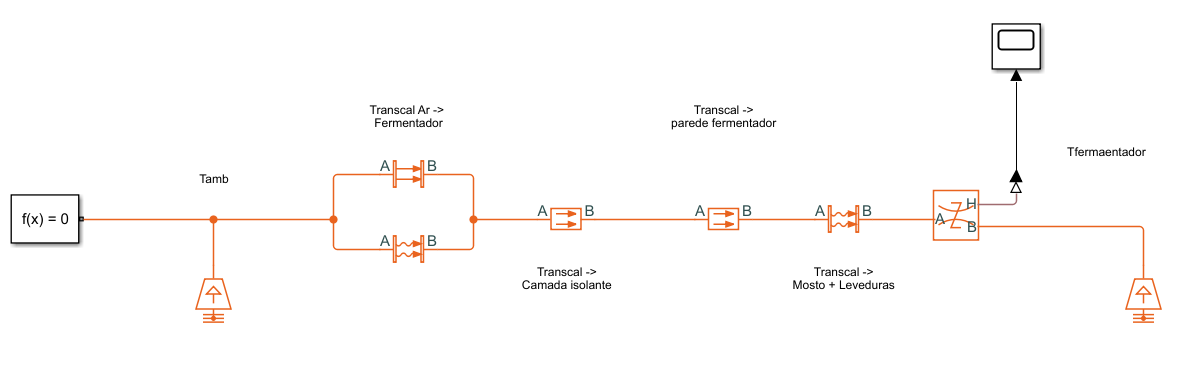 Transcal Ar ->
Fermentador
Transcal ->
parede fermentador
Tfermaentador
A B
Tamb
f(x) = 0
A B
A B
A B
A B
H
A
B
Transcal ->
Camada isolante
Transcal ->
Mosto + Leveduras